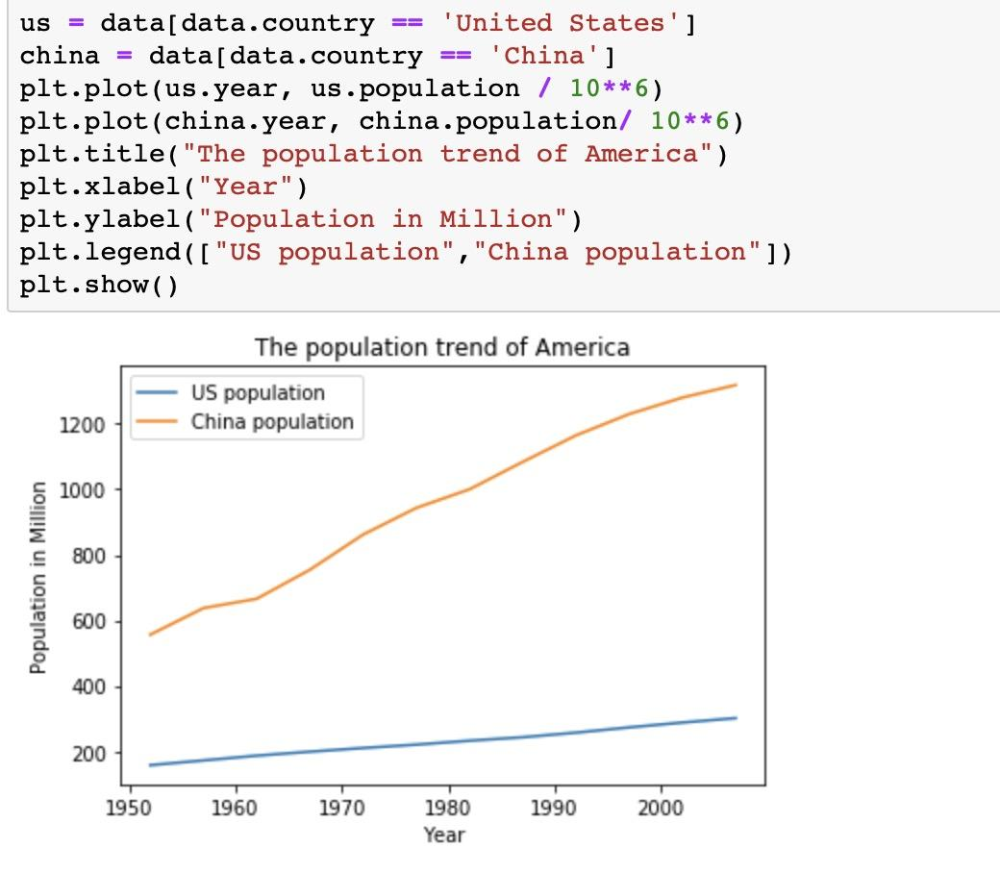 us = data[data.country == 'United States']
china = data[data.country == 'China']
plt.plot(us.year, us.population / 10**6)
plt.plot(china.year, china.population/ 10**6)
plt.title("The population trend of America")
plt.xlabel("Year")
plt.ylabel("Population in Million")
plt.legend(["US population","China population"])
plt.show()
The population trend of America
US population
China population
Population in Million
1200
1000
800
600
400
200
1950 1960 1970 1980 1990 2000
Year